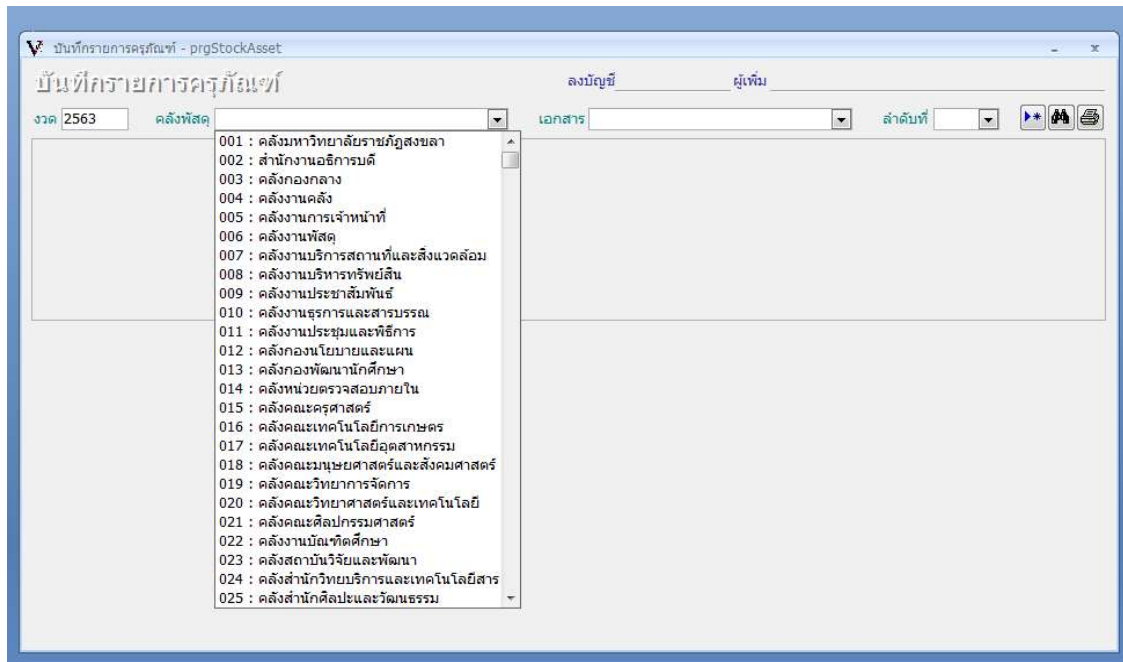 บันทึกรายการครุภัณฑ์ - prgStockAsset
บันทึกรายการครุภัณฑ์ ลงบัญชี ผู้เพิ่ม
งวด 2563 คลังพัสดุ เอกสาร ลำดับที่
001 : คลังมหาวิทยาลัยราชภัฏสงขลา
002 : สำนักงานอธิการบดี
003 : คลังกองกลาง
004 : คลังงานคลัง
005 : คลังงานการเจ้าหน้าที่
006 : คลังงานพัสดุ
007 : คลังงานบริการสถานที่และสิ่งแวดล้อม
008 : คลังงานบริหารทรัพย์สิน
009 : คลังงานประชาสัมพันธ์
010 : คลังงานธุรการและสารบรรณ
011 : คลังงานประชุมและพิธีการ
012 : คลังกองนโยบายและแผน
013 : คลังกองพัฒนานักศึกษา
014 : คลังหน่วยตรวจสอบภายใน
015 : คลังคณะครุศาสตร์
016 : คลังคณะเทคโนโลยีการเกษตร
017 : คลังคณะเทคโนโลยีอุตสาหกรรม
018 : คลังคณะมนุษยศาสตร์และสังคมศาสตร์
019 : คลังคณะวิทยาการจัดการ
020 : คลังคณะวิทยาศาสตร์และเทคโนโลยี
021 : คลังคณะศิลปกรรมศาสตร์
022 : คลังงานบัณฑิตศึกษา
023 : คลังสถาบันวิจัยและพัฒนา
024 : คลังสำนักวิทยบริการและเทคโนโลยีสาร
025 : คลังสำนักศิลปะและวัฒนธรรม